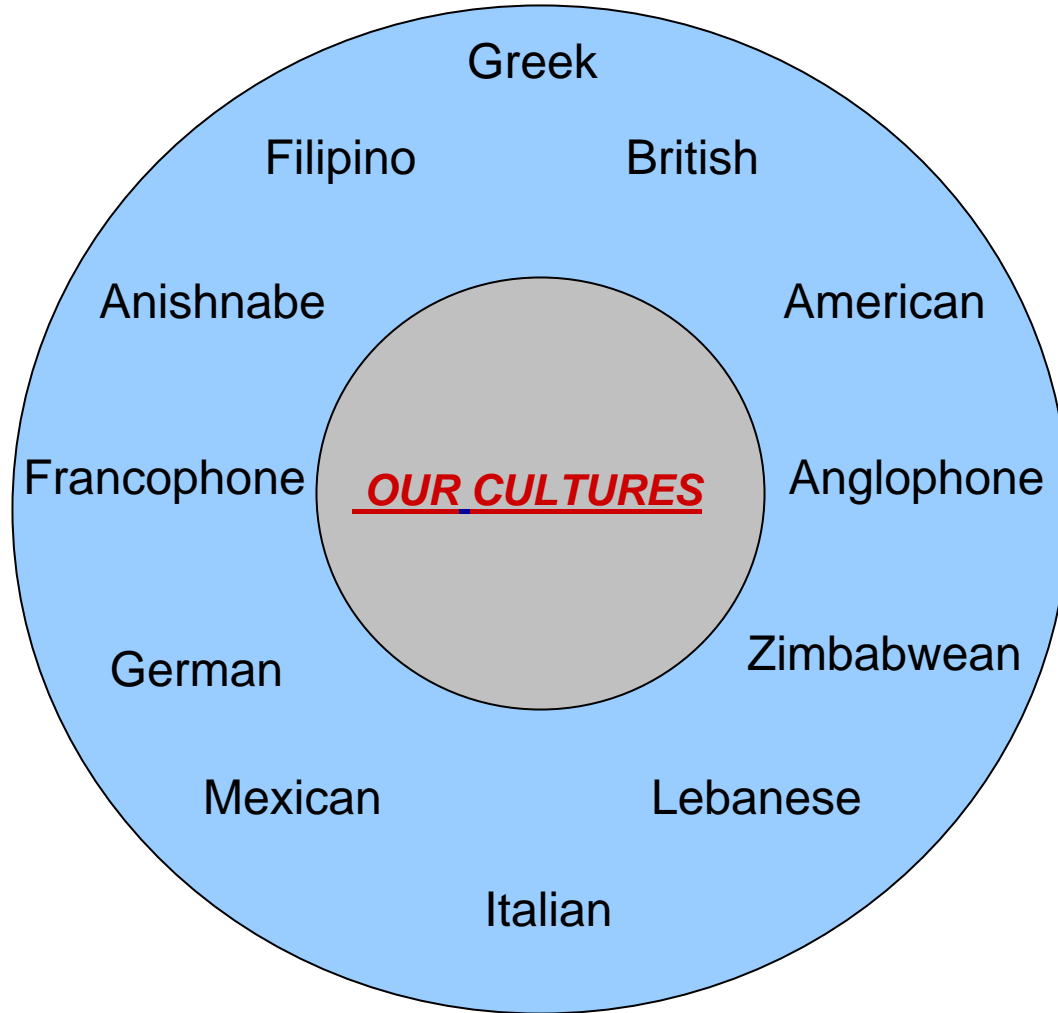 Greek
Filipino British
Anishnabe American
Francophone OUR CULTURES Anglophone
German Zimbabwean
Mexican Lebanese
Italian